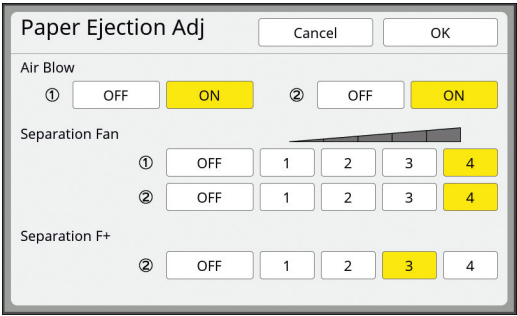 Paper Ejection Adj Cancel OK
Air Blow
① OFF ON ② OFF ON
Separation Fan
① OFF 1 2 3 4
② OFF 1 2 3 4
Separation F+
② OFF 1 2 3 4